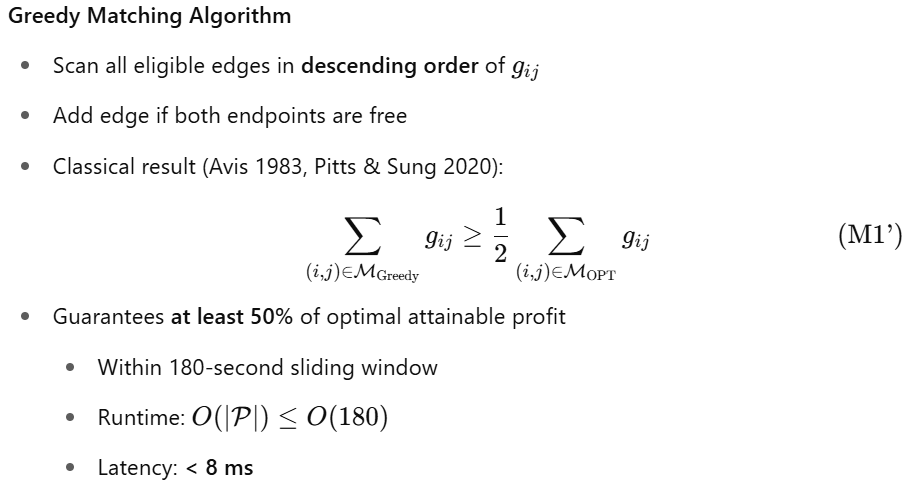 Greedy Matching Algorithm
• Scan all eligible edges in descending order of $g_{ij}$
• Add edge if both endpoints are free
• Classical result (Avis 1983, Pitts & Sung 2020):
$$\sum_{(i,j)\in\mathcal{M}_{\text{Greedy}}} g_{ij} \geq \frac{1}{2} \sum_{(i,j)\in\mathcal{M}_{\text{OPT}}} g_{ij} \quad \text{(M1')}$$
• Guarantees at least 50% of optimal attainable profit
• Within 180-second sliding window
• Runtime: $O(|\mathcal{P}|) \leq O(180)$
• Latency: < 8 ms